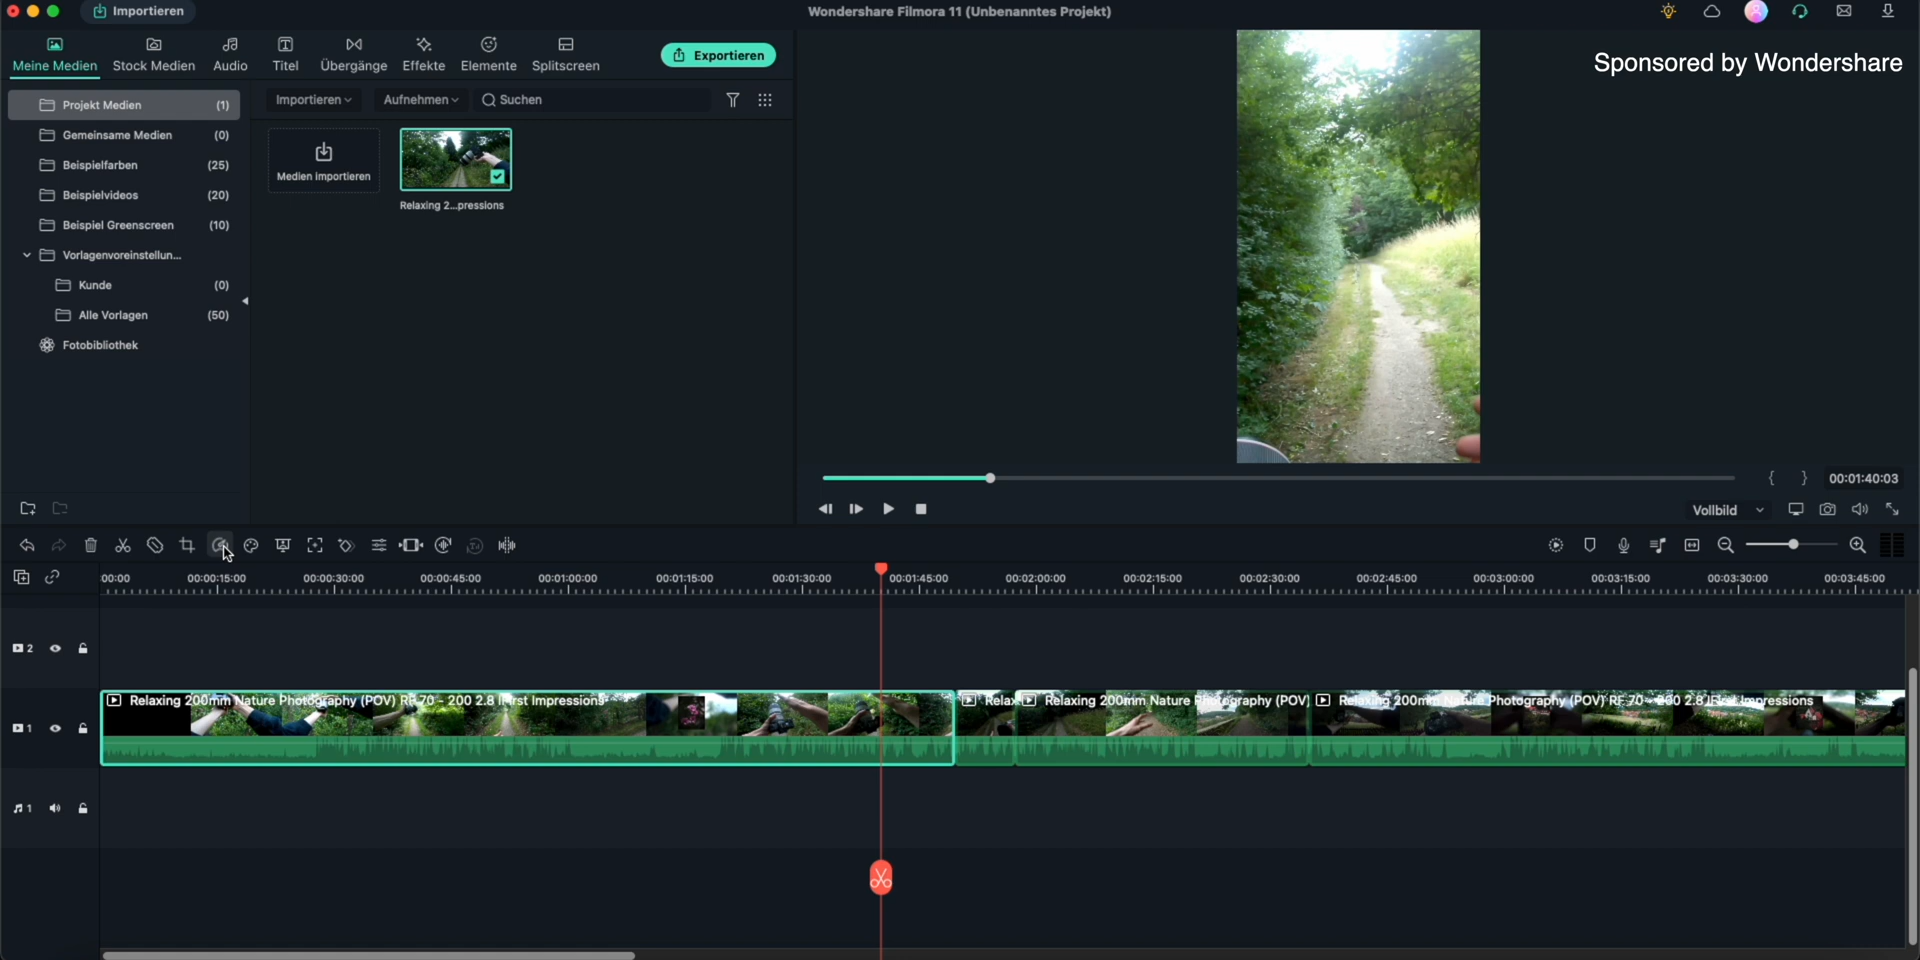 Importieren
Wondershare Filmora 11 (Unbenanntes Projekt)
Meine Medien
Stock Medien
Audio
Titel
Übergänge
Effekte
Elemente
Splitscreen
Exportieren
Sponsored by Wondershare
Projekt Medien (1)
Gemeinsame Medien (0)
Beispielfarben (25)
Beispielvideos (20)
Beispiel Greenscreen (10)
Vorlagenvoreinstellun...
Kunde (0)
Alle Vorlagen (50)
Fotobibliothek
Importieren
Aufnehmen
Suchen
Medien importieren
Relaxing 2...pressions
00:01:40:03
Vollbild
:00:00 00:00:15:00 00:00:30:00 00:00:45:00 00:01:00:00 00:01:15:00 00:01:30:00 00:01:45:00 00:02:00:00 00:02:15:00 00:02:30:00 00:02:45:00 00:03:00:00 00:03:15:00 00:03:30:00 00:03:45:00
2
Relaxing 200mm Nature Photography (POV) RF 70 - 200 2.8 |First Impressions
Relax
Relaxing 200mm Nature Photography (POV)
Relaxing 200mm Nature Photography (POV) RF 70 - 200 2.8 |First Impressions
1
1